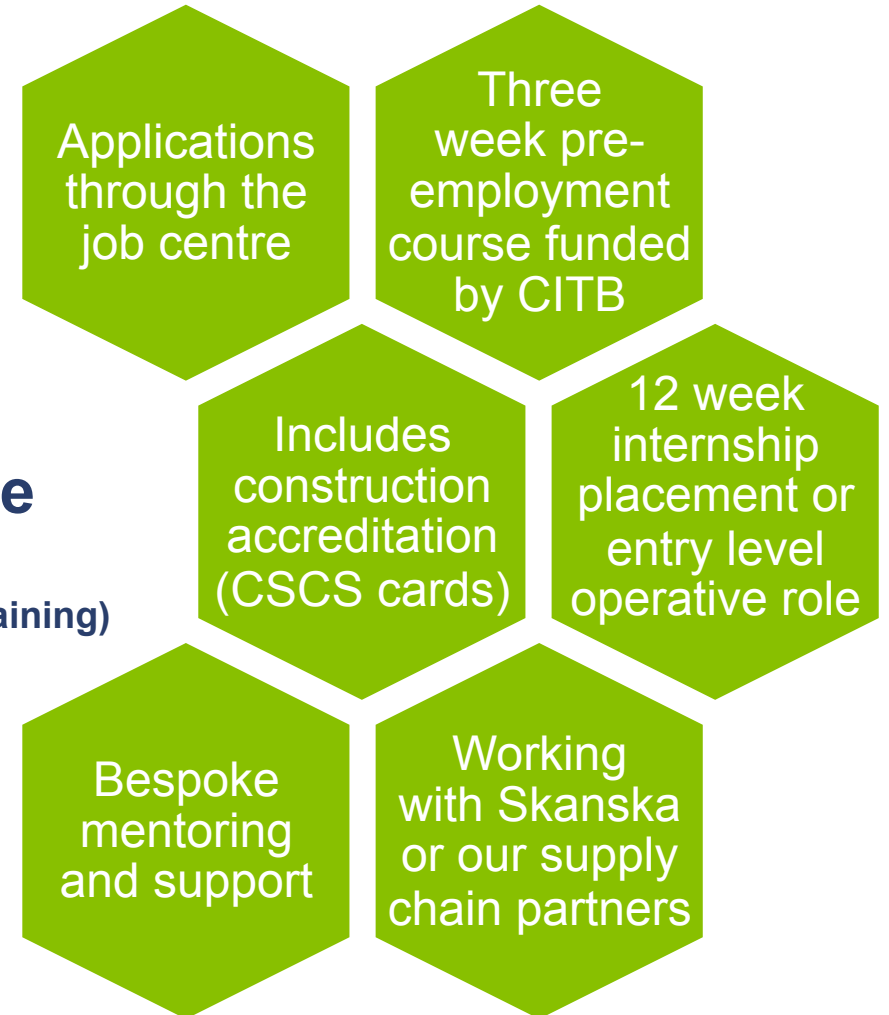 Applications
through the
job centre
Three
week pre-
employment
course funded
by CITB
e
aining)
Includes
construction
accreditation
(CSCS cards)
12 week
internship
placement or
entry level
operative role
Bespoke
mentoring
and support
Working
with Skanska
or our supply
chain partners